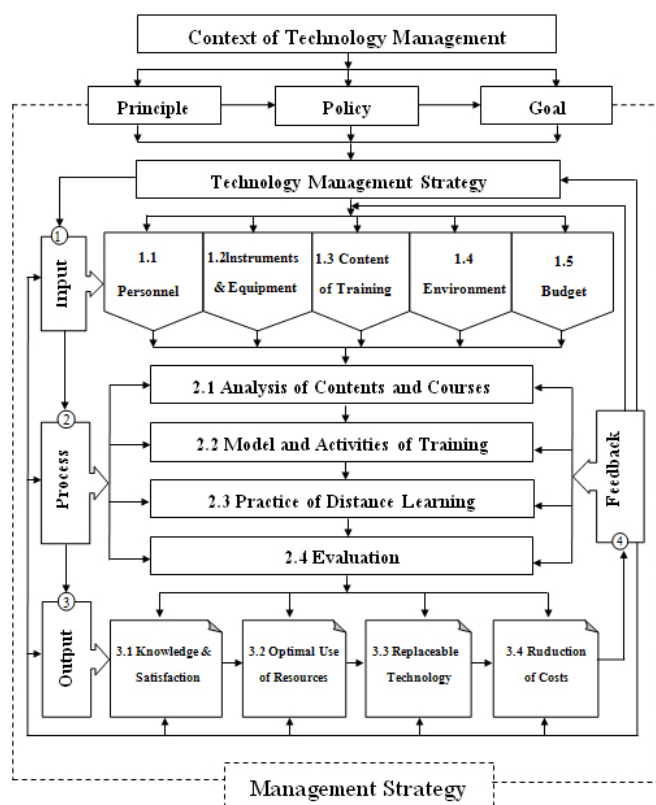 Context of Technology Management
Principle
Policy
Goal
Technology Management Strategy
1
Input
1.1
Personnel
1.2Instruments
& Equipment
1.3 Content
of Training
1.4
Environment
1.5
Budget
2.1 Analysis of Contents and Courses
2
Process
2.2 Model and Activities of Training
2.3 Practice of Distance Learning
2.4 Evaluation
Feedback
4
3
Output
3.1 Knowledge &
Satisfaction
3.2 Optimal Use
of Resources
3.3 Replaceable
Technology
3.4 Ruduction
of Costs
Management Strategy